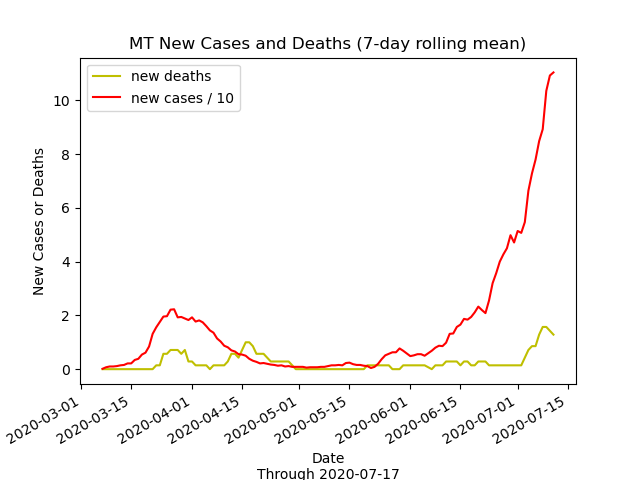 MT New Cases and Deaths (7-day rolling mean)
new deaths
new cases / 10
New Cases or Deaths
10
8
6
4
2
0
2020-03-01
2020-03-15
2020-04-01
2020-04-15
2020-05-01
2020-05-15
2020-06-01
2020-06-15
2020-07-01
2020-07-15
Date
Through 2020-07-17